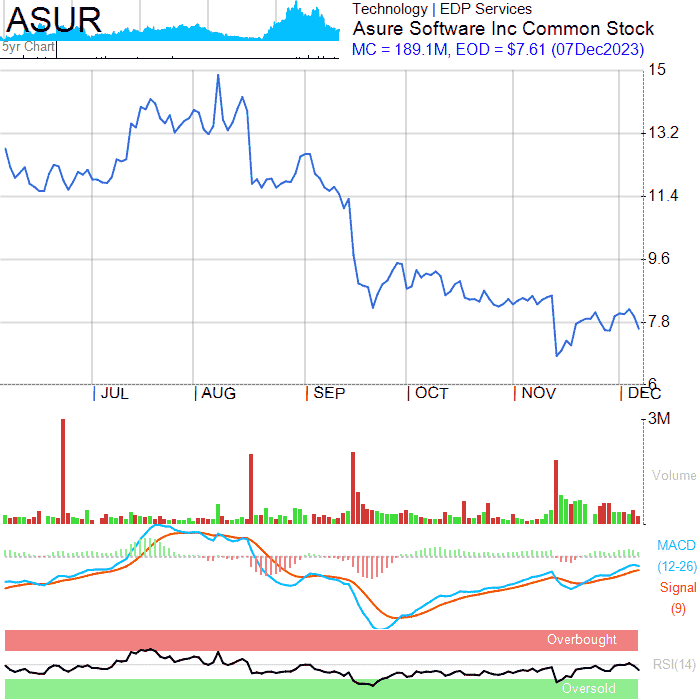 ASUR
5yr Chart
Technology | EDP Services
Asure Software Inc Common Stock
MC = 189.1M, EOD = $7.61 (07Dec2023)
15
13.2
11.4
9.6
7.8
6
JUL AUG SEP OCT NOV DEC
3M
Volume
MACD
(12-26)
Signal
(9)
Overbought
RSI(14)
Oversold